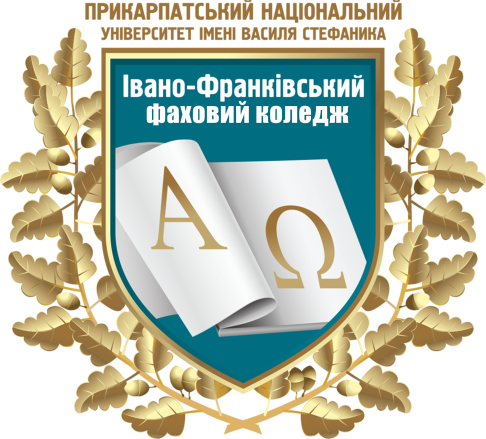 ПРИКАРПАТСЬКИЙ НАЦІОНАЛЬНИЙ
УНІВЕРСИТЕТ ІМЕНІ ВАСИЛЯ СТЕФАНИКА
Івано-Франківський
фаховий коледж
Α Ω